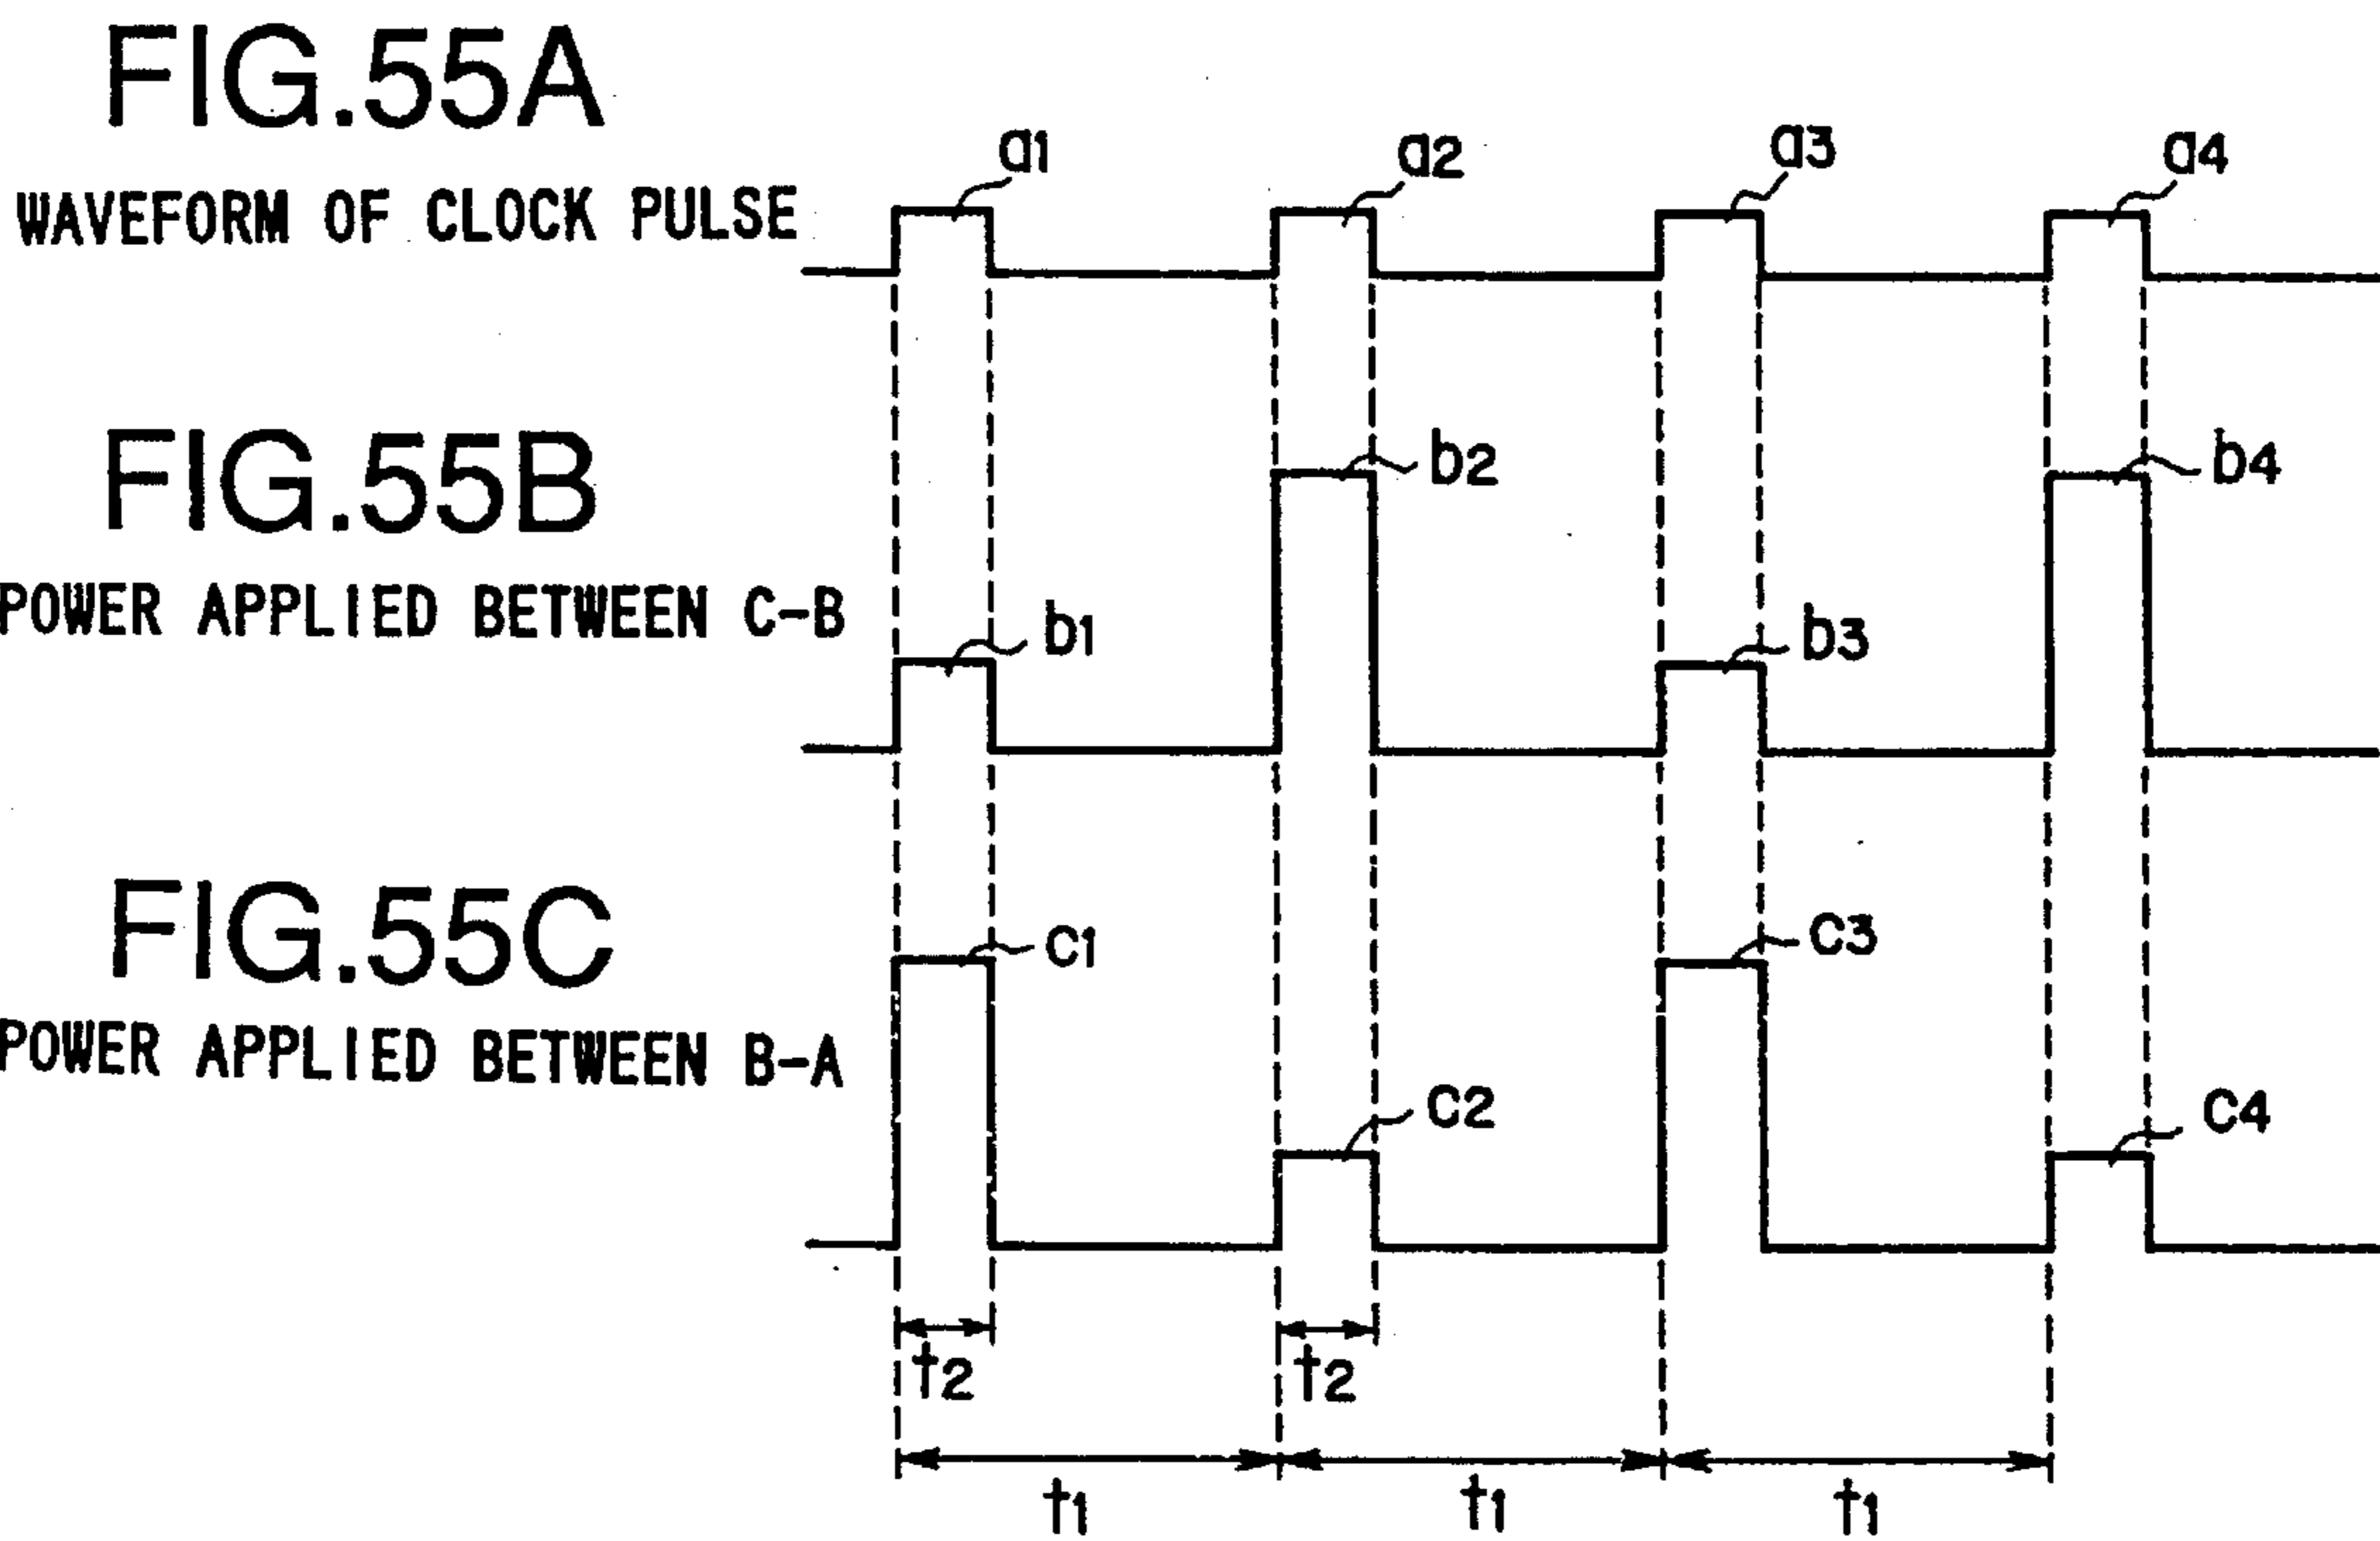 FIG.55A
WAVEFORM OF CLOCK PULSE
a1 a2 a3 a4
FIG.55B
POWER APPLIED BETWEEN C-B
b1 b2 b3 b4
FIG.55C
POWER APPLIED BETWEEN B-A
c1 c2 c3 c4
t2 t2
t1 t1 t1